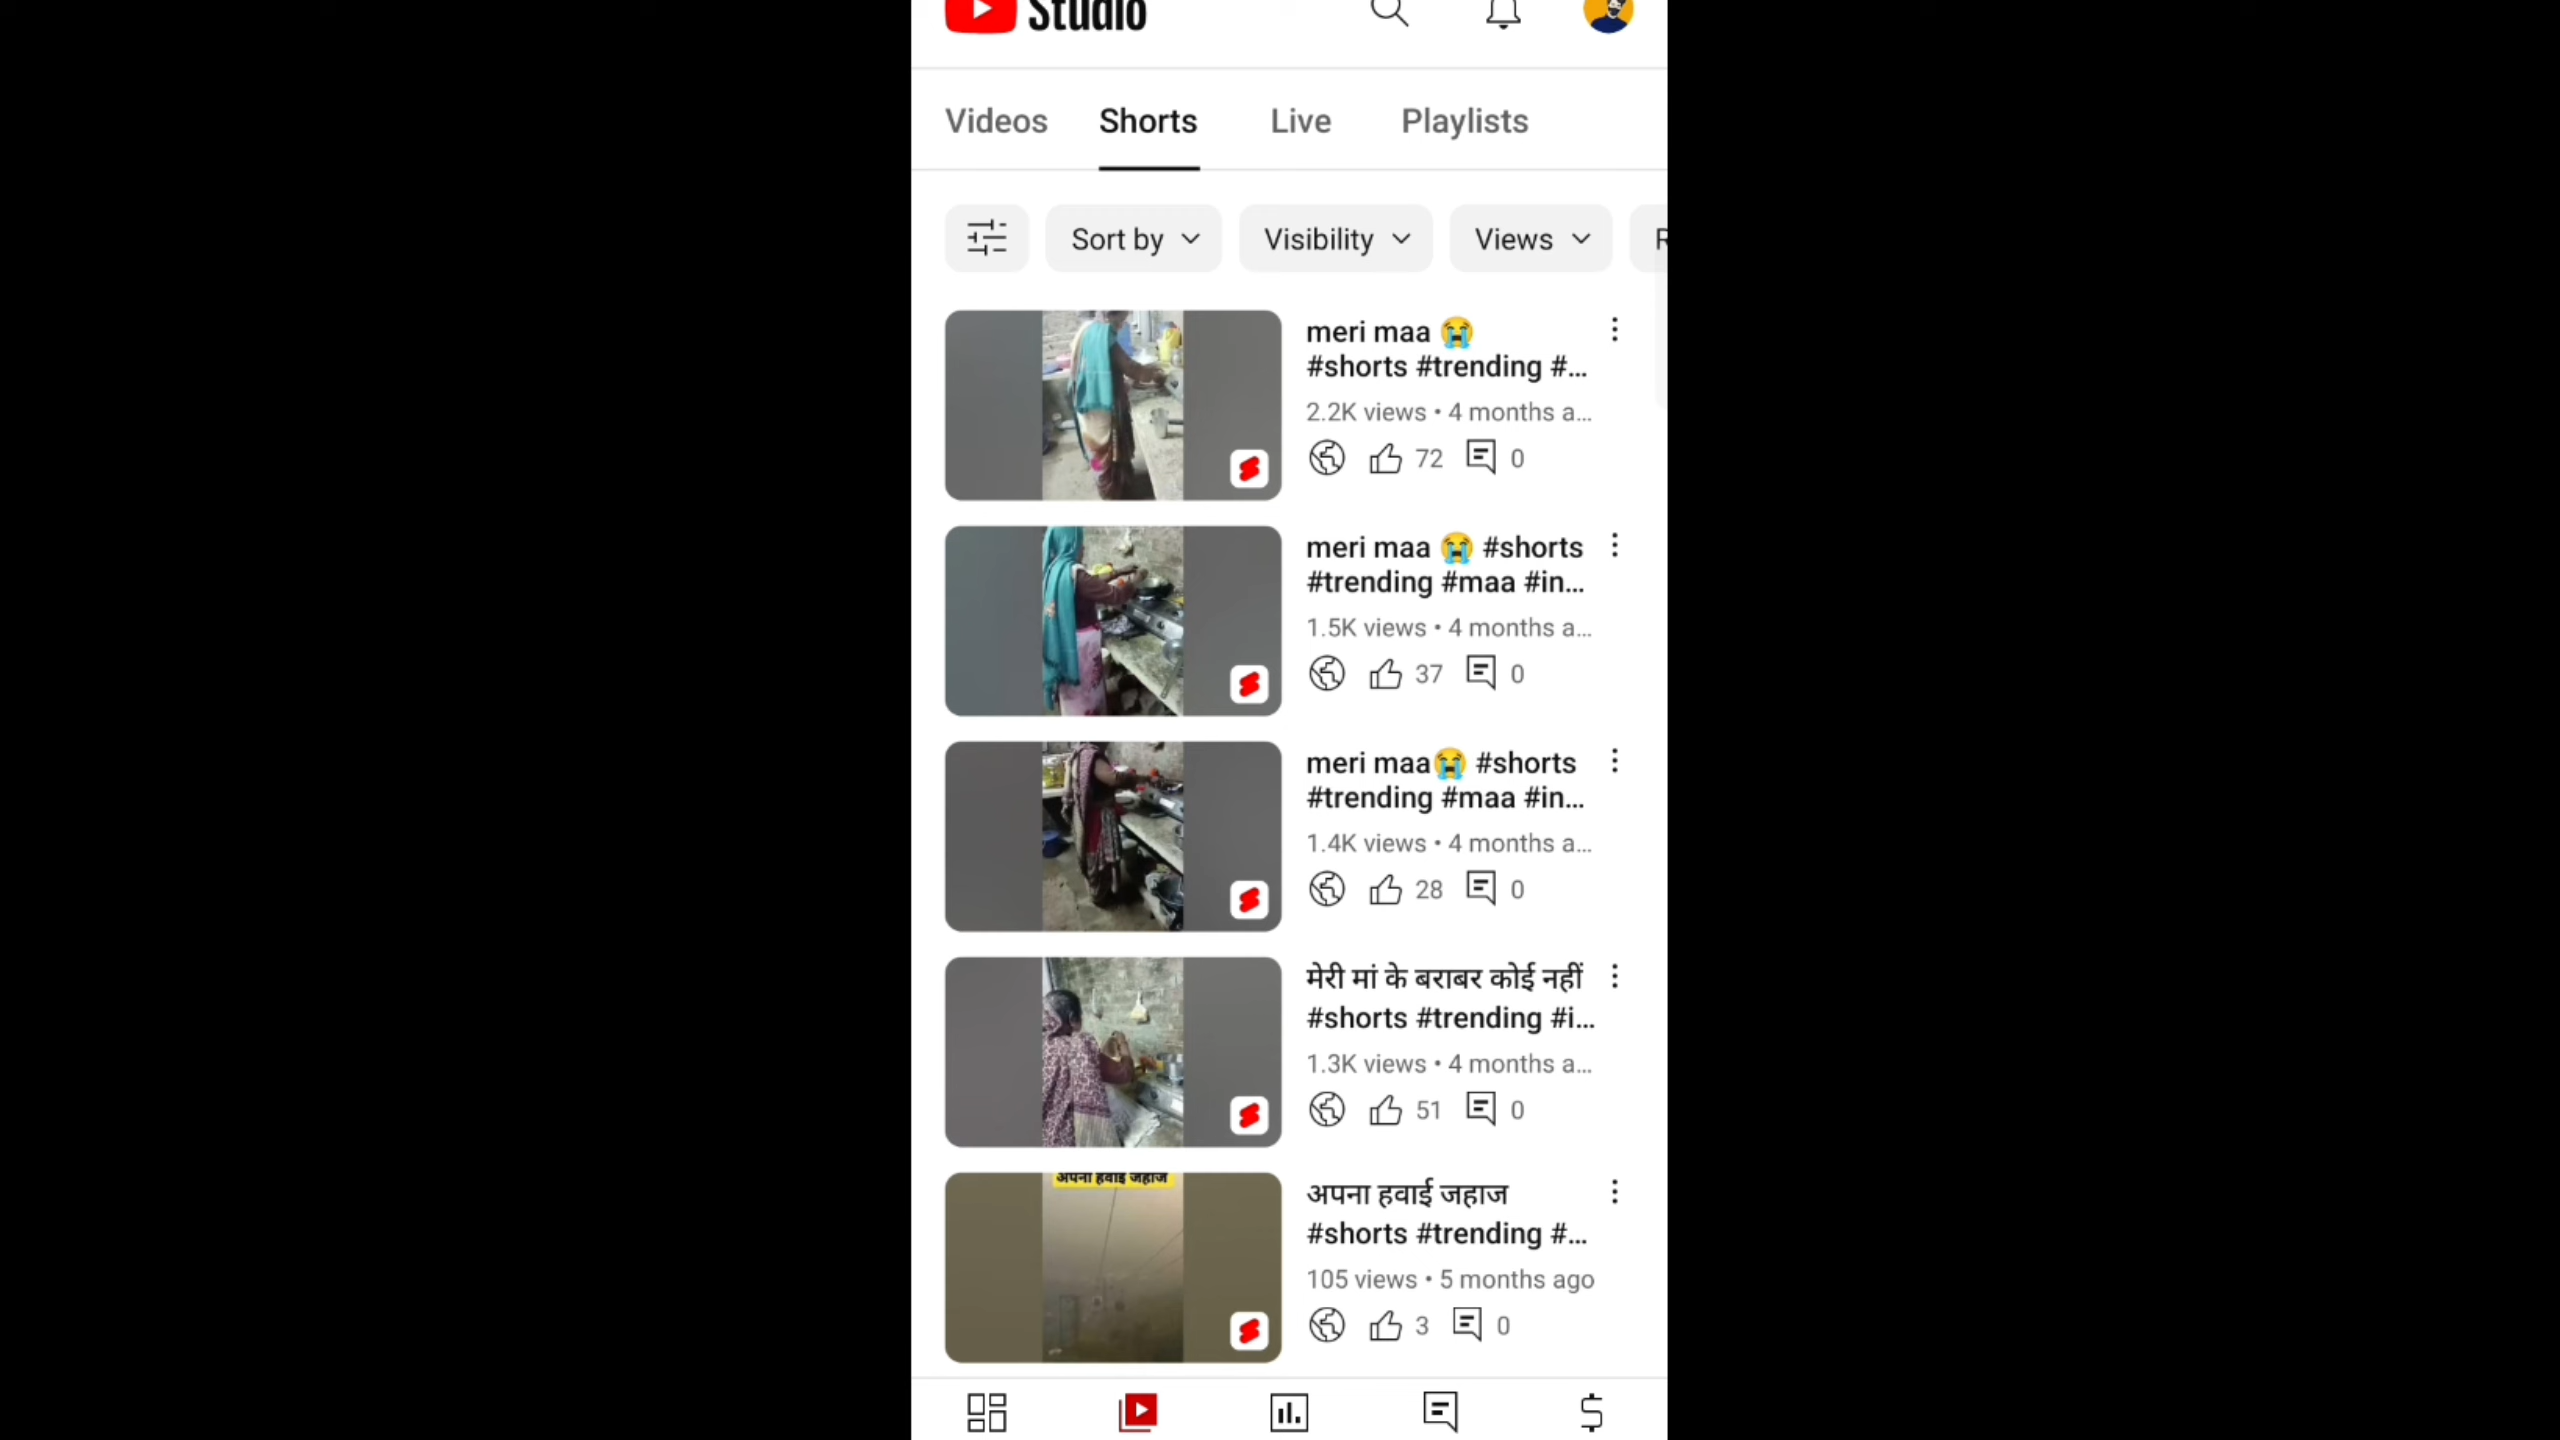 Studio
Videos Shorts Live Playlists
Sort by Visibility Views R
meri maa 😭
#shorts #trending #...
2.2K views • 4 months a...
72 0
meri maa 😭 #shorts
#trending #maa #in...
1.5K views • 4 months a...
37 0
meri maa😭 #shorts
#trending #maa #in...
1.4K views • 4 months a...
28 0
मेरी मां के बराबर कोई नहीं
#shorts #trending #i...
1.3K views • 4 months a...
51 0
अपना हवाई जहाज
अपना हवाई जहाज
#shorts #trending #...
105 views • 5 months ago
3 0